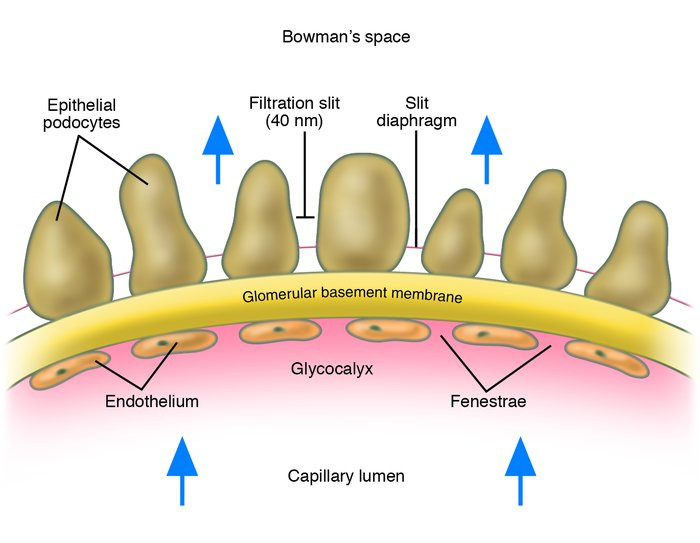 Bowman's space
Epithelial
podocytes
Filtration slit
(40 nm)
Slit
diaphragm
Glomerular basement membrane
Glycocalyx
Endothelium
Fenestrae
Capillary lumen